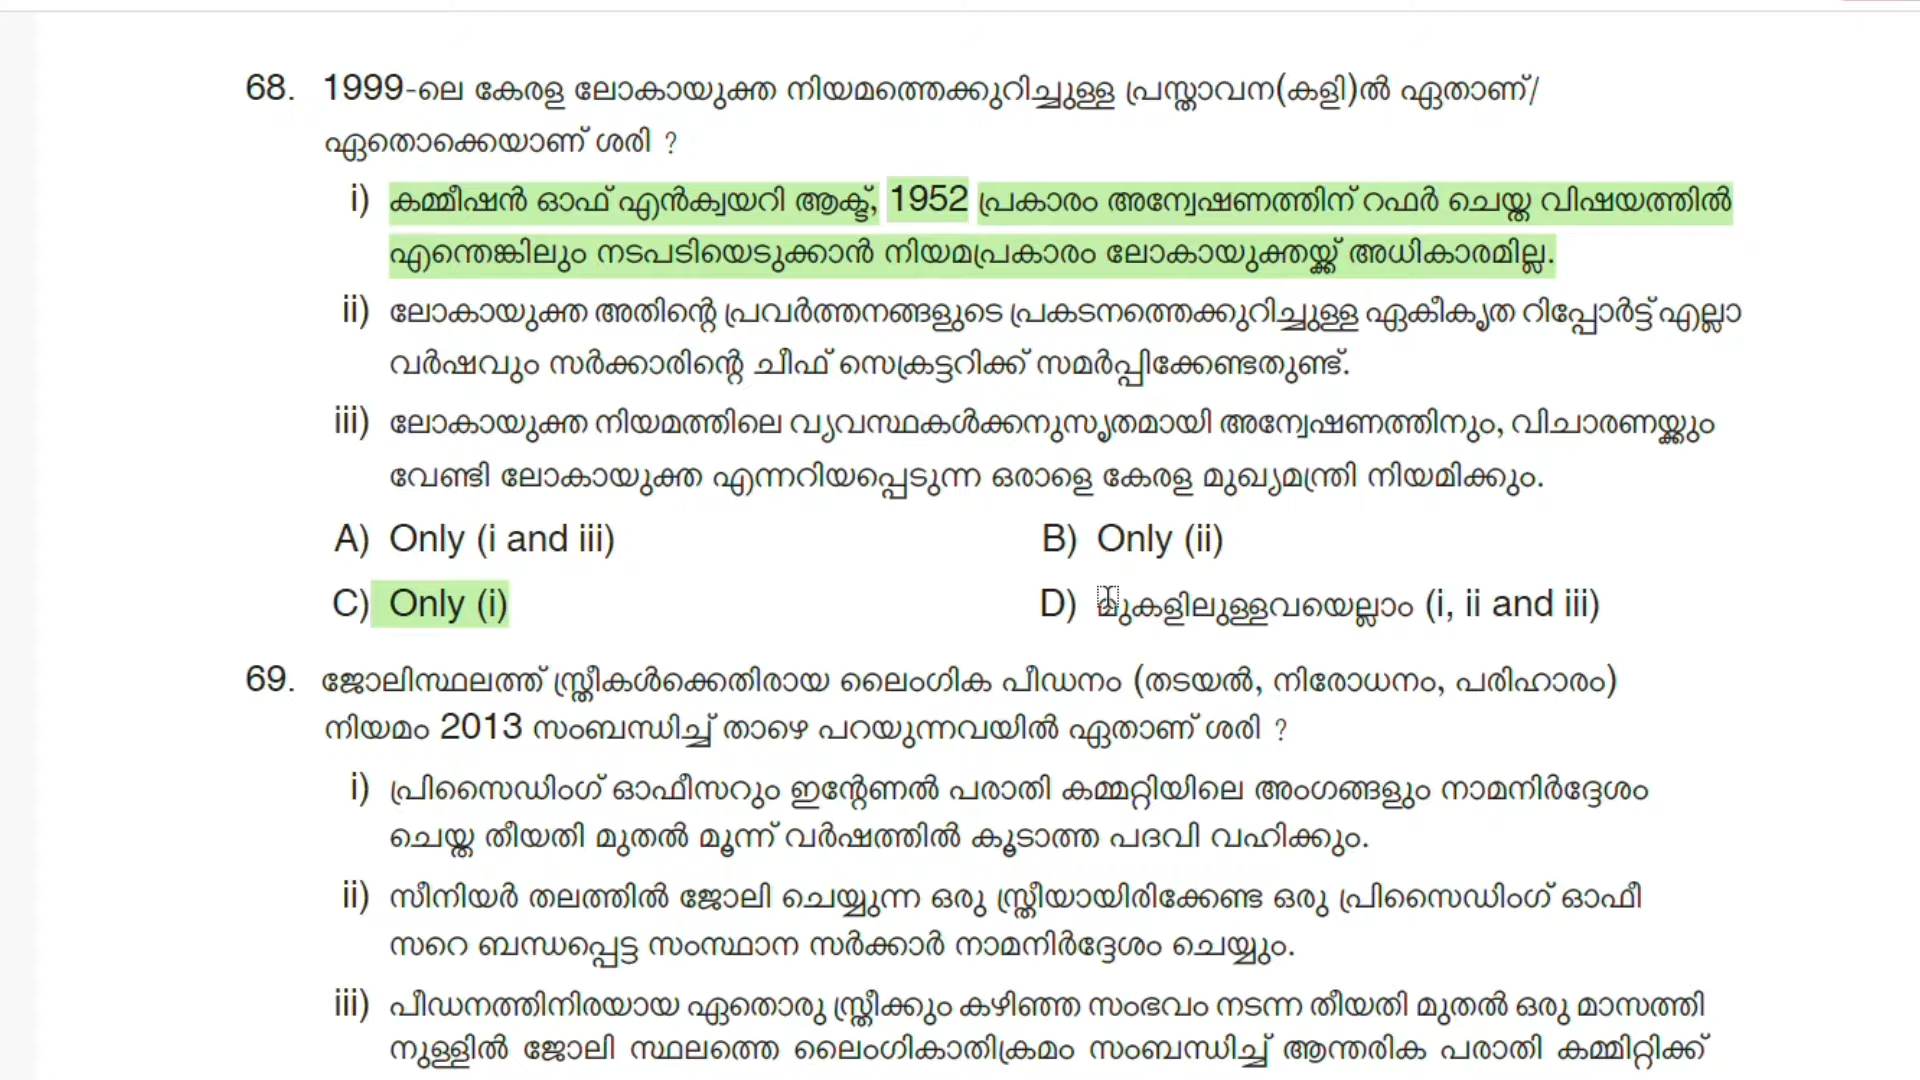 68. 1999-ലെ കേരള ലോകായുക്ത നിയമത്തെക്കുറിച്ചുള്ള പ്രസ്താവന(കളി)ൽ ഏതാണ്/
ഏതൊക്കെയാണ് ശരി ?
i) കമ്മീഷൻ ഓഫ് എൻക്വയറി ആക്ട്, 1952 പ്രകാരം അന്വേഷണത്തിന് റഫർ ചെയ്ത വിഷയത്തിൽ
എന്തെങ്കിലും നടപടിയെടുക്കാൻ നിയമപ്രകാരം ലോകായുക്തയ്ക്ക് അധികാരമില്ല.
ii) ലോകായുക്ത അതിന്റെ പ്രവർത്തനങ്ങളുടെ പ്രകടനത്തെക്കുറിച്ചുള്ള ഏകീകൃത റിപ്പോർട്ട് എല്ലാ
വർഷവും സർക്കാരിന്റെ ചീഫ് സെക്രട്ടറിക്ക് സമർപ്പിക്കേണ്ടതുണ്ട്.
iii) ലോകായുക്ത നിയമത്തിലെ വ്യവസ്ഥകൾക്കനുസൃതമായി അന്വേഷണത്തിനും, വിചാരണയ്ക്കും
വേണ്ടി ലോകായുക്ത എന്നറിയപ്പെടുന്ന ഒരാളെ കേരള മുഖ്യമന്ത്രി നിയമിക്കും.
A) Only (i and iii) B) Only (ii)
C) Only (i) D) മുകളിലുള്ളവയെല്ലാം (i, ii and iii)
69. ജോലിസ്ഥലത്ത് സ്ത്രീകൾക്കെതിരായ ലൈംഗിക പീഡനം (തടയൽ, നിരോധനം, പരിഹാരം)
നിയമം 2013 സംബന്ധിച്ച് താഴെ പറയുന്നവയിൽ ഏതാണ് ശരി ?
i) പ്രിസൈഡിംഗ് ഓഫീസറും ഇന്റേണൽ പരാതി കമ്മറ്റിയിലെ അംഗങ്ങളും നാമനിർദ്ദേശം
ചെയ്ത തീയതി മുതൽ മൂന്ന് വർഷത്തിൽ കൂടാത്ത പദവി വഹിക്കും.
ii) സീനിയർ തലത്തിൽ ജോലി ചെയ്യുന്ന ഒരു സ്ത്രീയായിരിക്കേണ്ട ഒരു പ്രിസൈഡിംഗ് ഓഫീ
സറെ ബന്ധപ്പെട്ട സംസ്ഥാന സർക്കാർ നാമനിർദ്ദേശം ചെയ്യും.
iii) പീഡനത്തിനിരയായ ഏതൊരു സ്ത്രീക്കും കഴിഞ്ഞ സംഭവം നടന്ന തീയതി മുതൽ ഒരു മാസത്തി
നുള്ളിൽ ജോലി സ്ഥലത്തെ ലൈംഗികാതിക്രമം സംബന്ധിച്ച് ആന്തരിക പരാതി കമ്മിറ്റിക്ക്